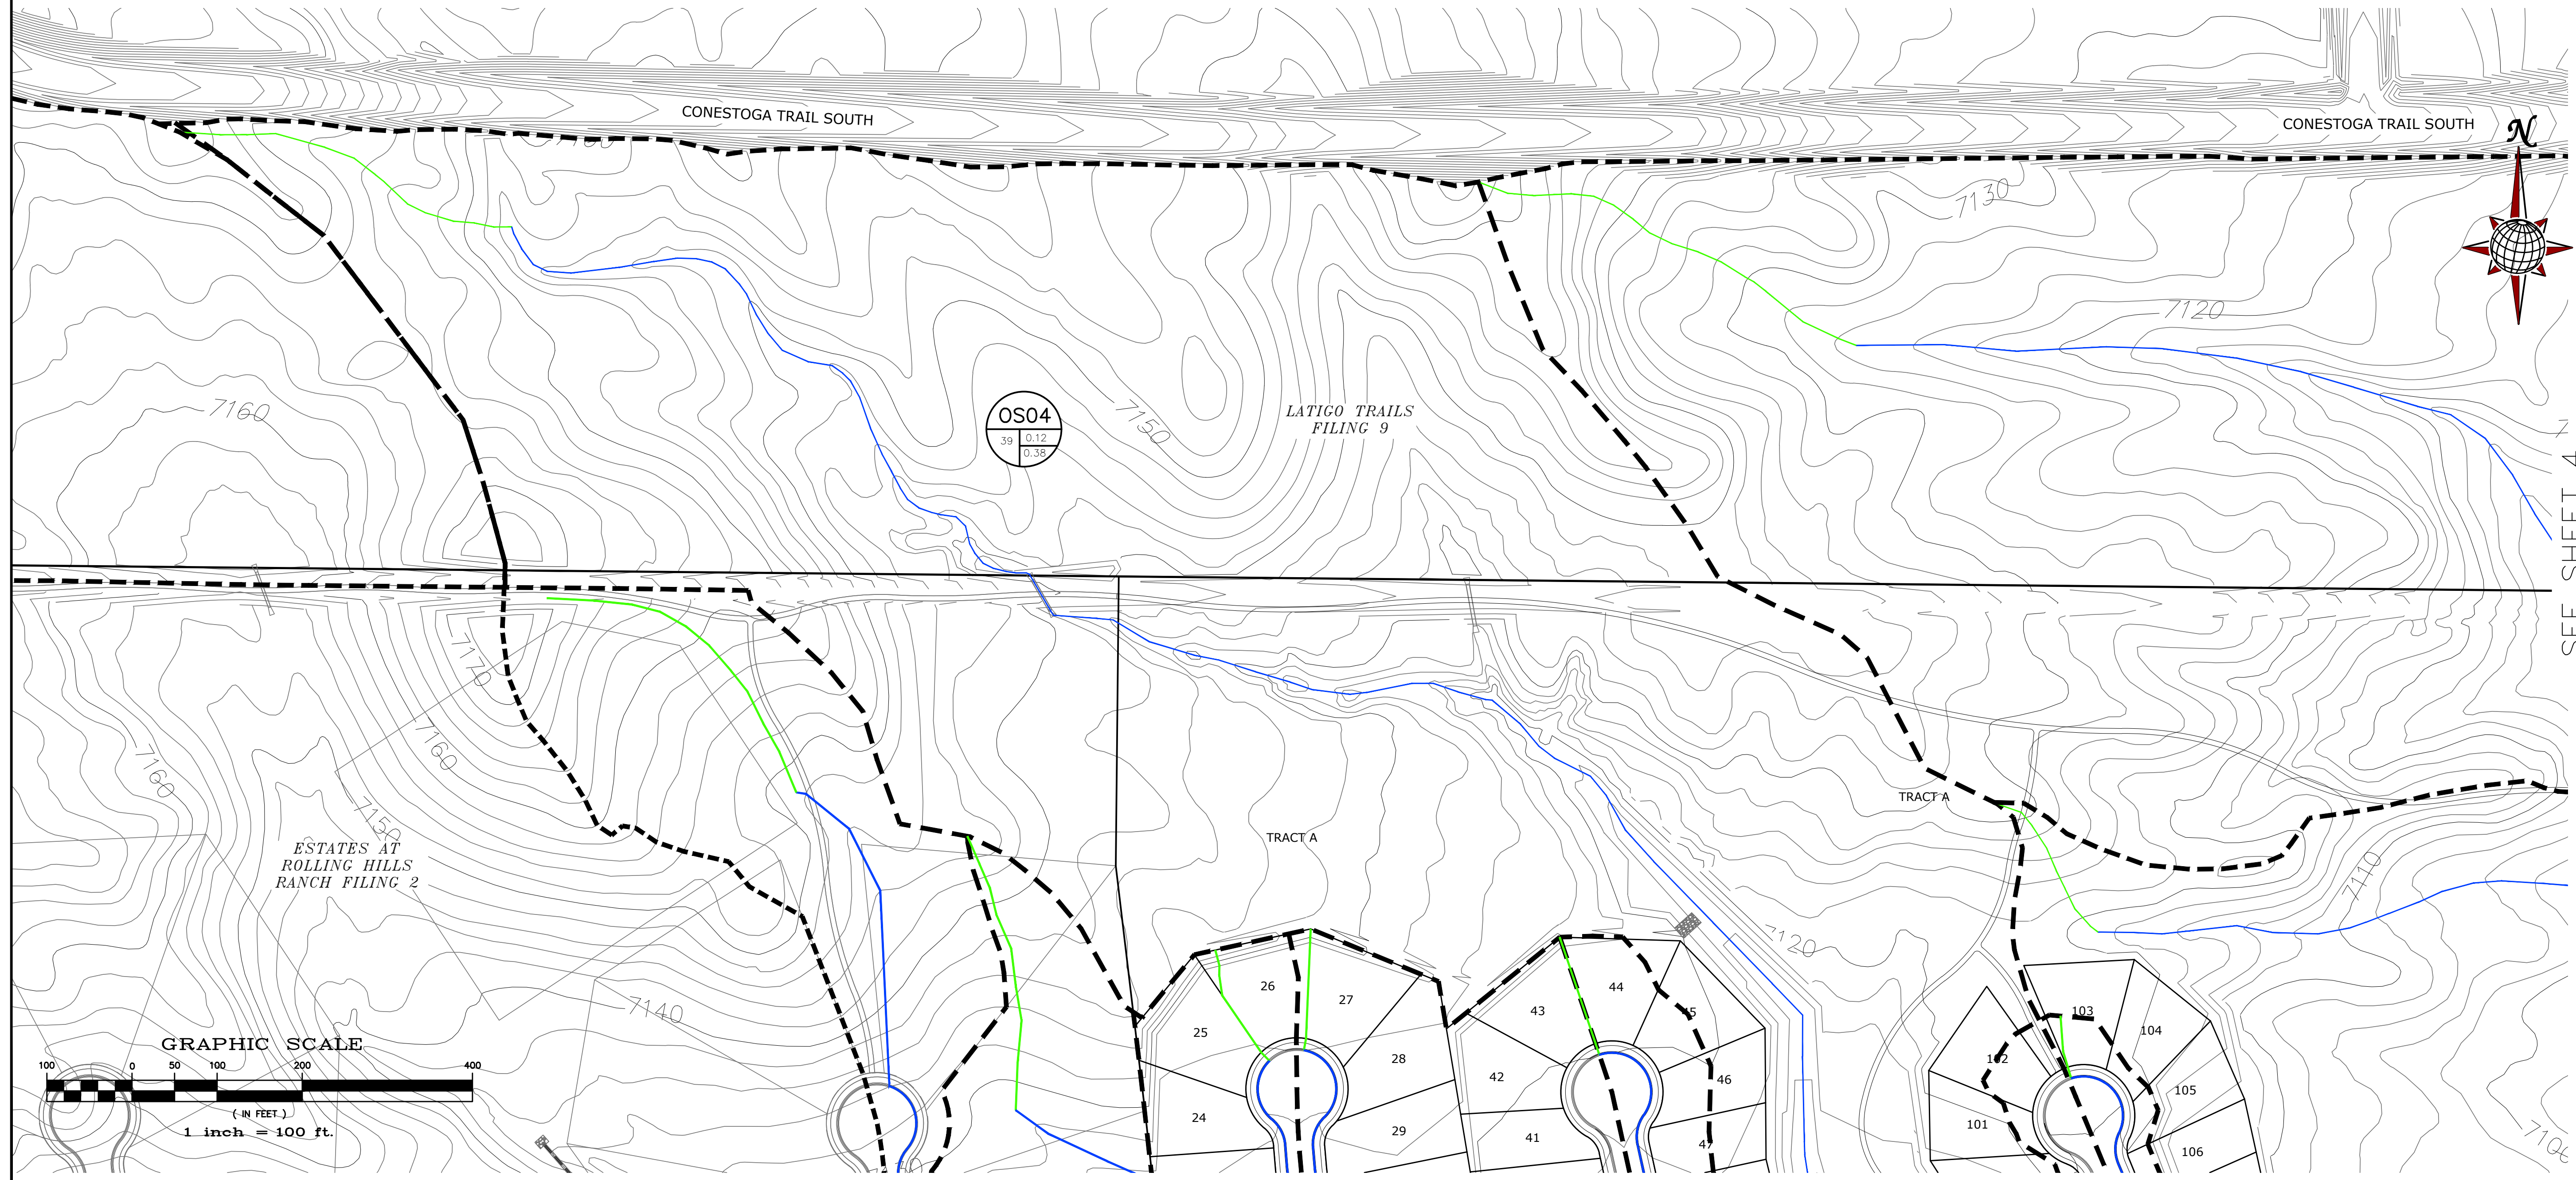 CONESTOGA TRAIL SOUTH
CONESTOGA TRAIL SOUTH
N
7130
7120
7160
OS04
39
0.12
0.38
7150
LATIGO TRAILS
FILING 9
SEE SHEET 4
7170
7160
7160
7150
ESTATES AT
ROLLING HILLS
RANCH FILING 2
TRACT A
TRACT A
7110
7120
7140
26
27
25
28
24
29
43
44
45
42
46
41
47
103
104
102
105
101
106
7100
GRAPHIC SCALE
100 0 50 100 200 400
( IN FEET )
1 inch = 100 ft.